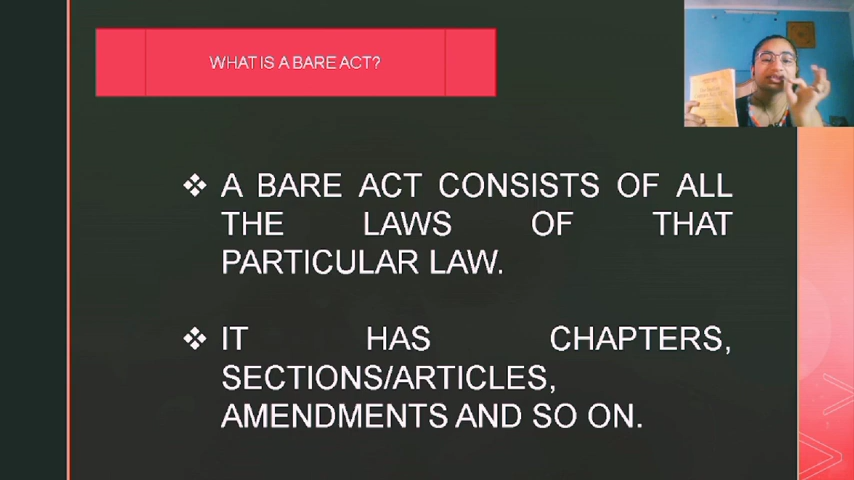 WHAT IS A BARE ACT?
❖ A BARE ACT CONSISTS OF ALL
THE LAWS OF THAT
PARTICULAR LAW.
❖ IT HAS CHAPTERS,
SECTIONS/ARTICLES,
AMENDMENTS AND SO ON.